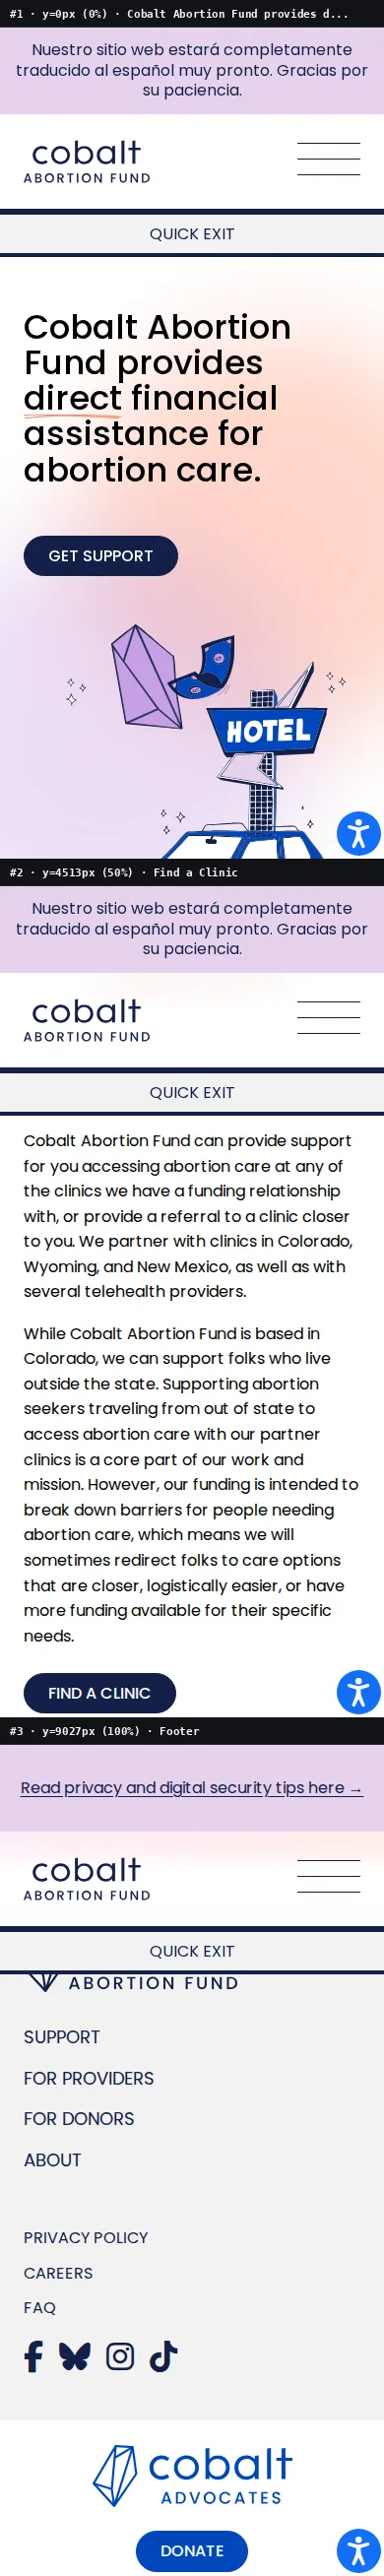 #1 · y=0px (0%) · Cobalt Abortion Fund provides d...
Nuestro sitio web estará completamente
traducido al español muy pronto. Gracias por
su paciencia.
cobalt
ABORTION FUND
QUICK EXIT
Cobalt Abortion
Fund provides
direct financial
assistance for
abortion care.
GET SUPPORT
HOTEL
#2 · y=4513px (50%) · Find a Clinic
Nuestro sitio web estará completamente
traducido al español muy pronto. Gracias por
su paciencia.
cobalt
ABORTION FUND
QUICK EXIT
Cobalt Abortion Fund can provide support
for you accessing abortion care at any of
the clinics we have a funding relationship
with, or provide a referral to a clinic closer
to you. We partner with clinics in Colorado,
Wyoming, and New Mexico, as well as with
several telehealth providers.
While Cobalt Abortion Fund is based in
Colorado, we can support folks who live
outside the state. Supporting abortion
seekers traveling from out of state to
access abortion care with our partner
clinics is a core part of our work and
mission. However, our funding is intended to
break down barriers for people needing
abortion care, which means we will
sometimes redirect folks to care options
that are closer, logistically easier, or have
more funding available for their specific
needs.
FIND A CLINIC
#3 · y=9027px (100%) · Footer
Read privacy and digital security tips here →
cobalt
ABORTION FUND
QUICK EXIT
ABORTION FUND
SUPPORT
FOR PROVIDERS
FOR DONORS
ABOUT
PRIVACY POLICY
CAREERS
FAQ
cobalt
ADVOCATES
DONATE